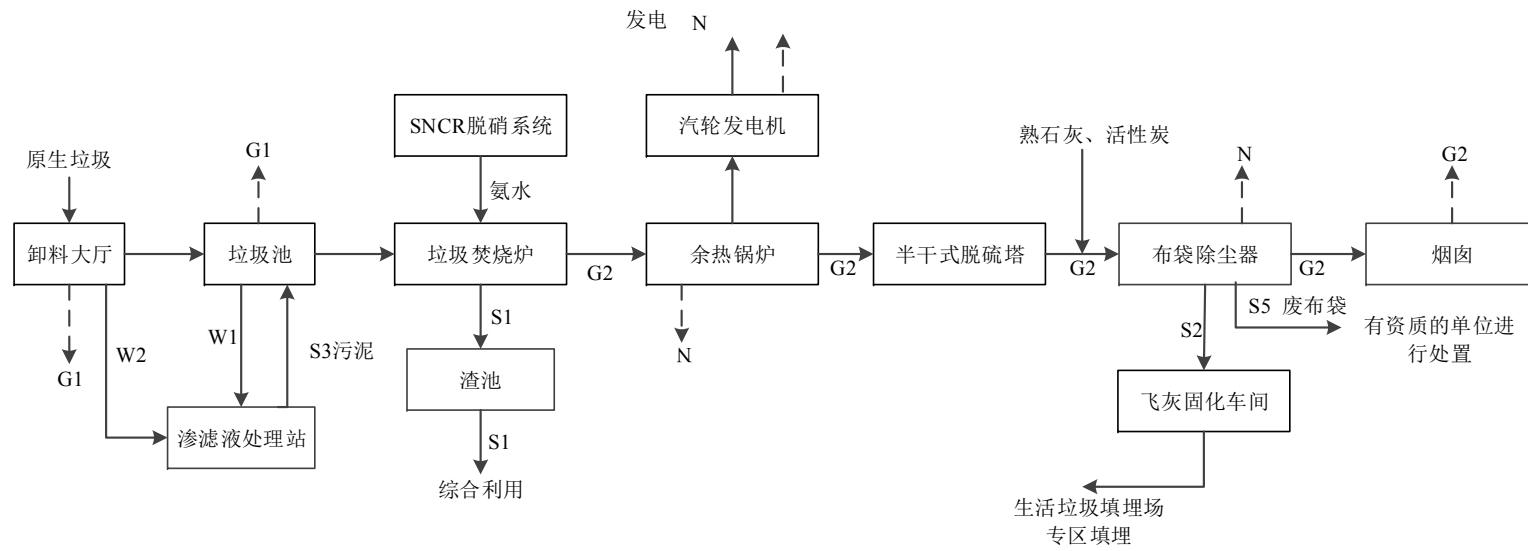 发电 N
SNCR脱硝系统
汽轮发电机
熟石灰、活性炭
原生垃圾
G1
N
G2
氨水
卸料大厅
垃圾池
垃圾焚烧炉
G2
余热锅炉
G2
半干式脱硫塔
G2
布袋除尘器
G2
烟囱
W2
W1
S3污泥
S1
N
S2
S5 废布袋
有资质的单位进
行处置
G1
渣池
飞灰固化车间
渗滤液处理站
S1
综合利用
生活垃圾填埋场
专区填埋